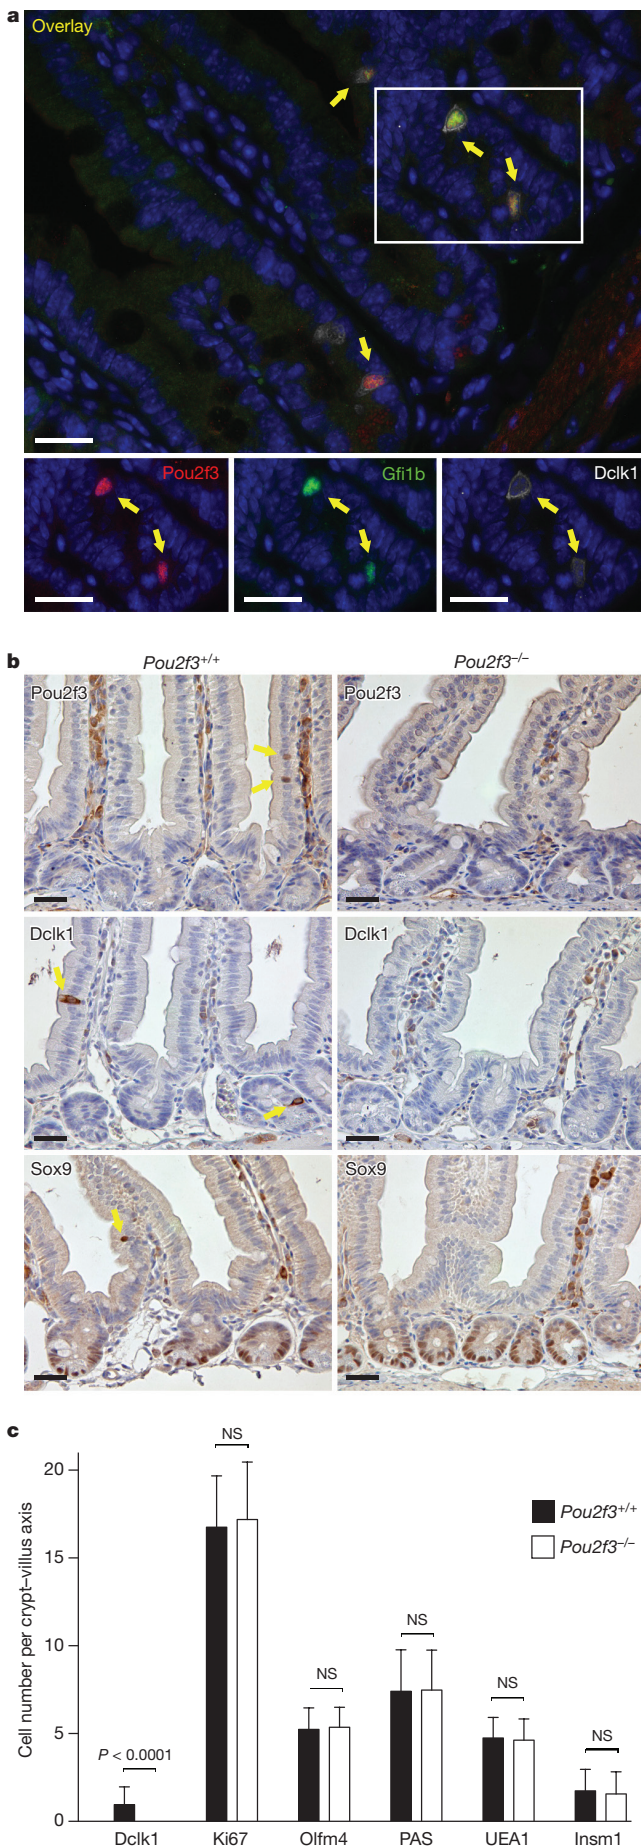 a
Overlay
Pou2f3
Gfi1b
Dclk1
b
Pou2f3+/+
Pou2f3−/−
Pou2f3
Pou2f3
Dclk1
Dclk1
Sox9
Sox9
c
Cell number per crypt–villus axis
20
15
10
5
0
P < 0.0001
NS
NS
NS
NS
NS
Pou2f3+/+
Pou2f3−/−
Dclk1 Ki67 Olfm4 PAS UEA1 Insm1